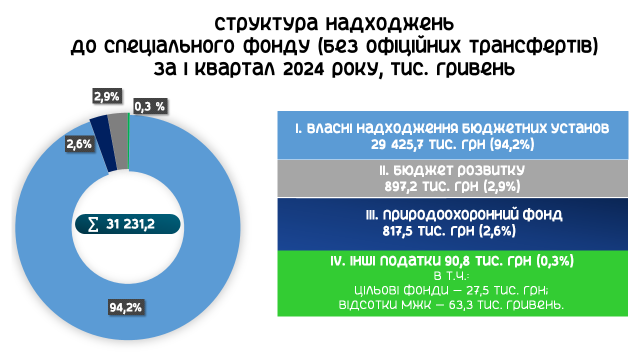 СТРУКТУРА НАДХОДЖЕНЬ
ДО СПЕЦІАЛЬНОГО ФОНДУ (БЕЗ ОФІЦІЙНИХ ТРАНСФЕРТІВ)
ЗА І КВАРТАЛ 2024 РОКУ, ТИС. ГРИВЕНЬ
2,9%
0,3 %
2,6%
∑ 31 231,2
94,2%
I. ВЛАСНІ НАДХОДЖЕННЯ БЮДЖЕТНИХ УСТАНОВ
29 425,7 ТИС. ГРН (94,2%)
II. БЮДЖЕТ РОЗВИТКУ
897,2 ТИС. ГРН (2,9%)
III. ПРИРОДООХОРОННИЙ ФОНД
817,5 ТИС. ГРН (2,6%)
IV. ІНШІ ПОДАТКИ 90,8 ТИС. ГРН (0,3%)
В Т.Ч.:
ЦІЛЬОВІ ФОНДИ – 27,5 ТИС. ГРН;
ВІДСОТКИ МЖК – 63,3 ТИС. ГРИВЕНЬ.